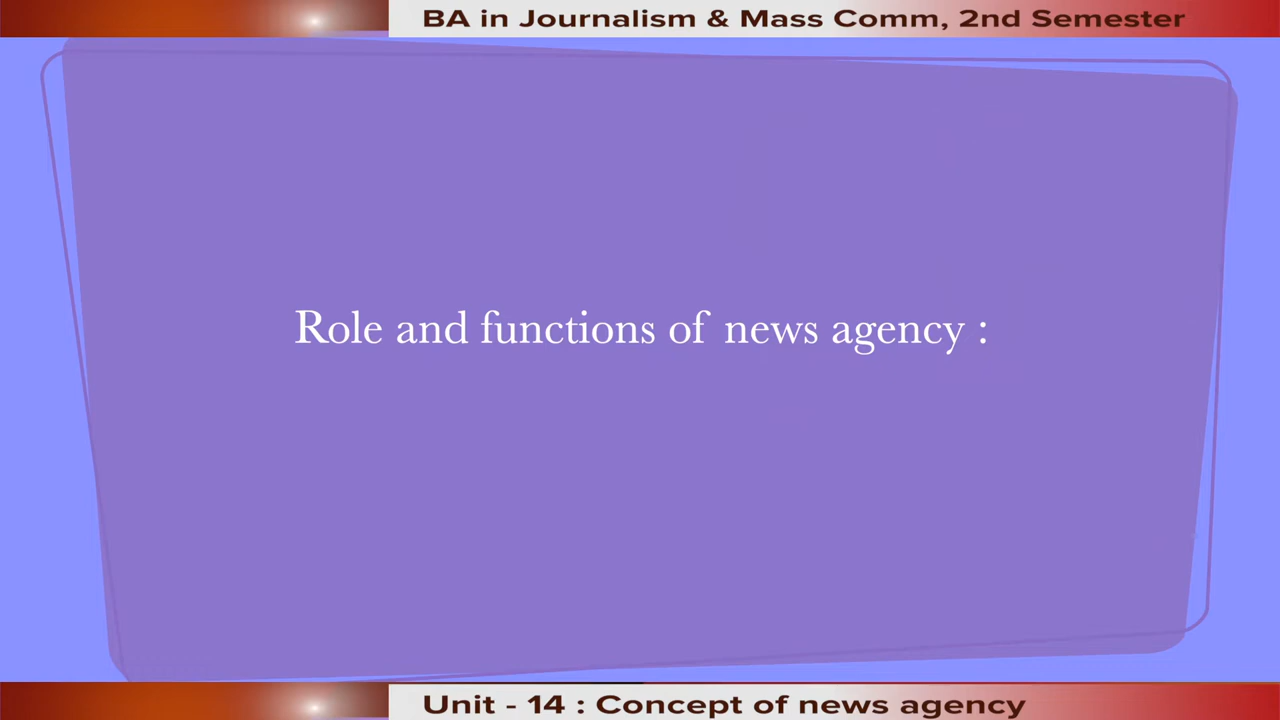 BA in Journalism & Mass Comm, 2nd Semester
Role and functions of news agency :
Unit - 14 : Concept of news agency